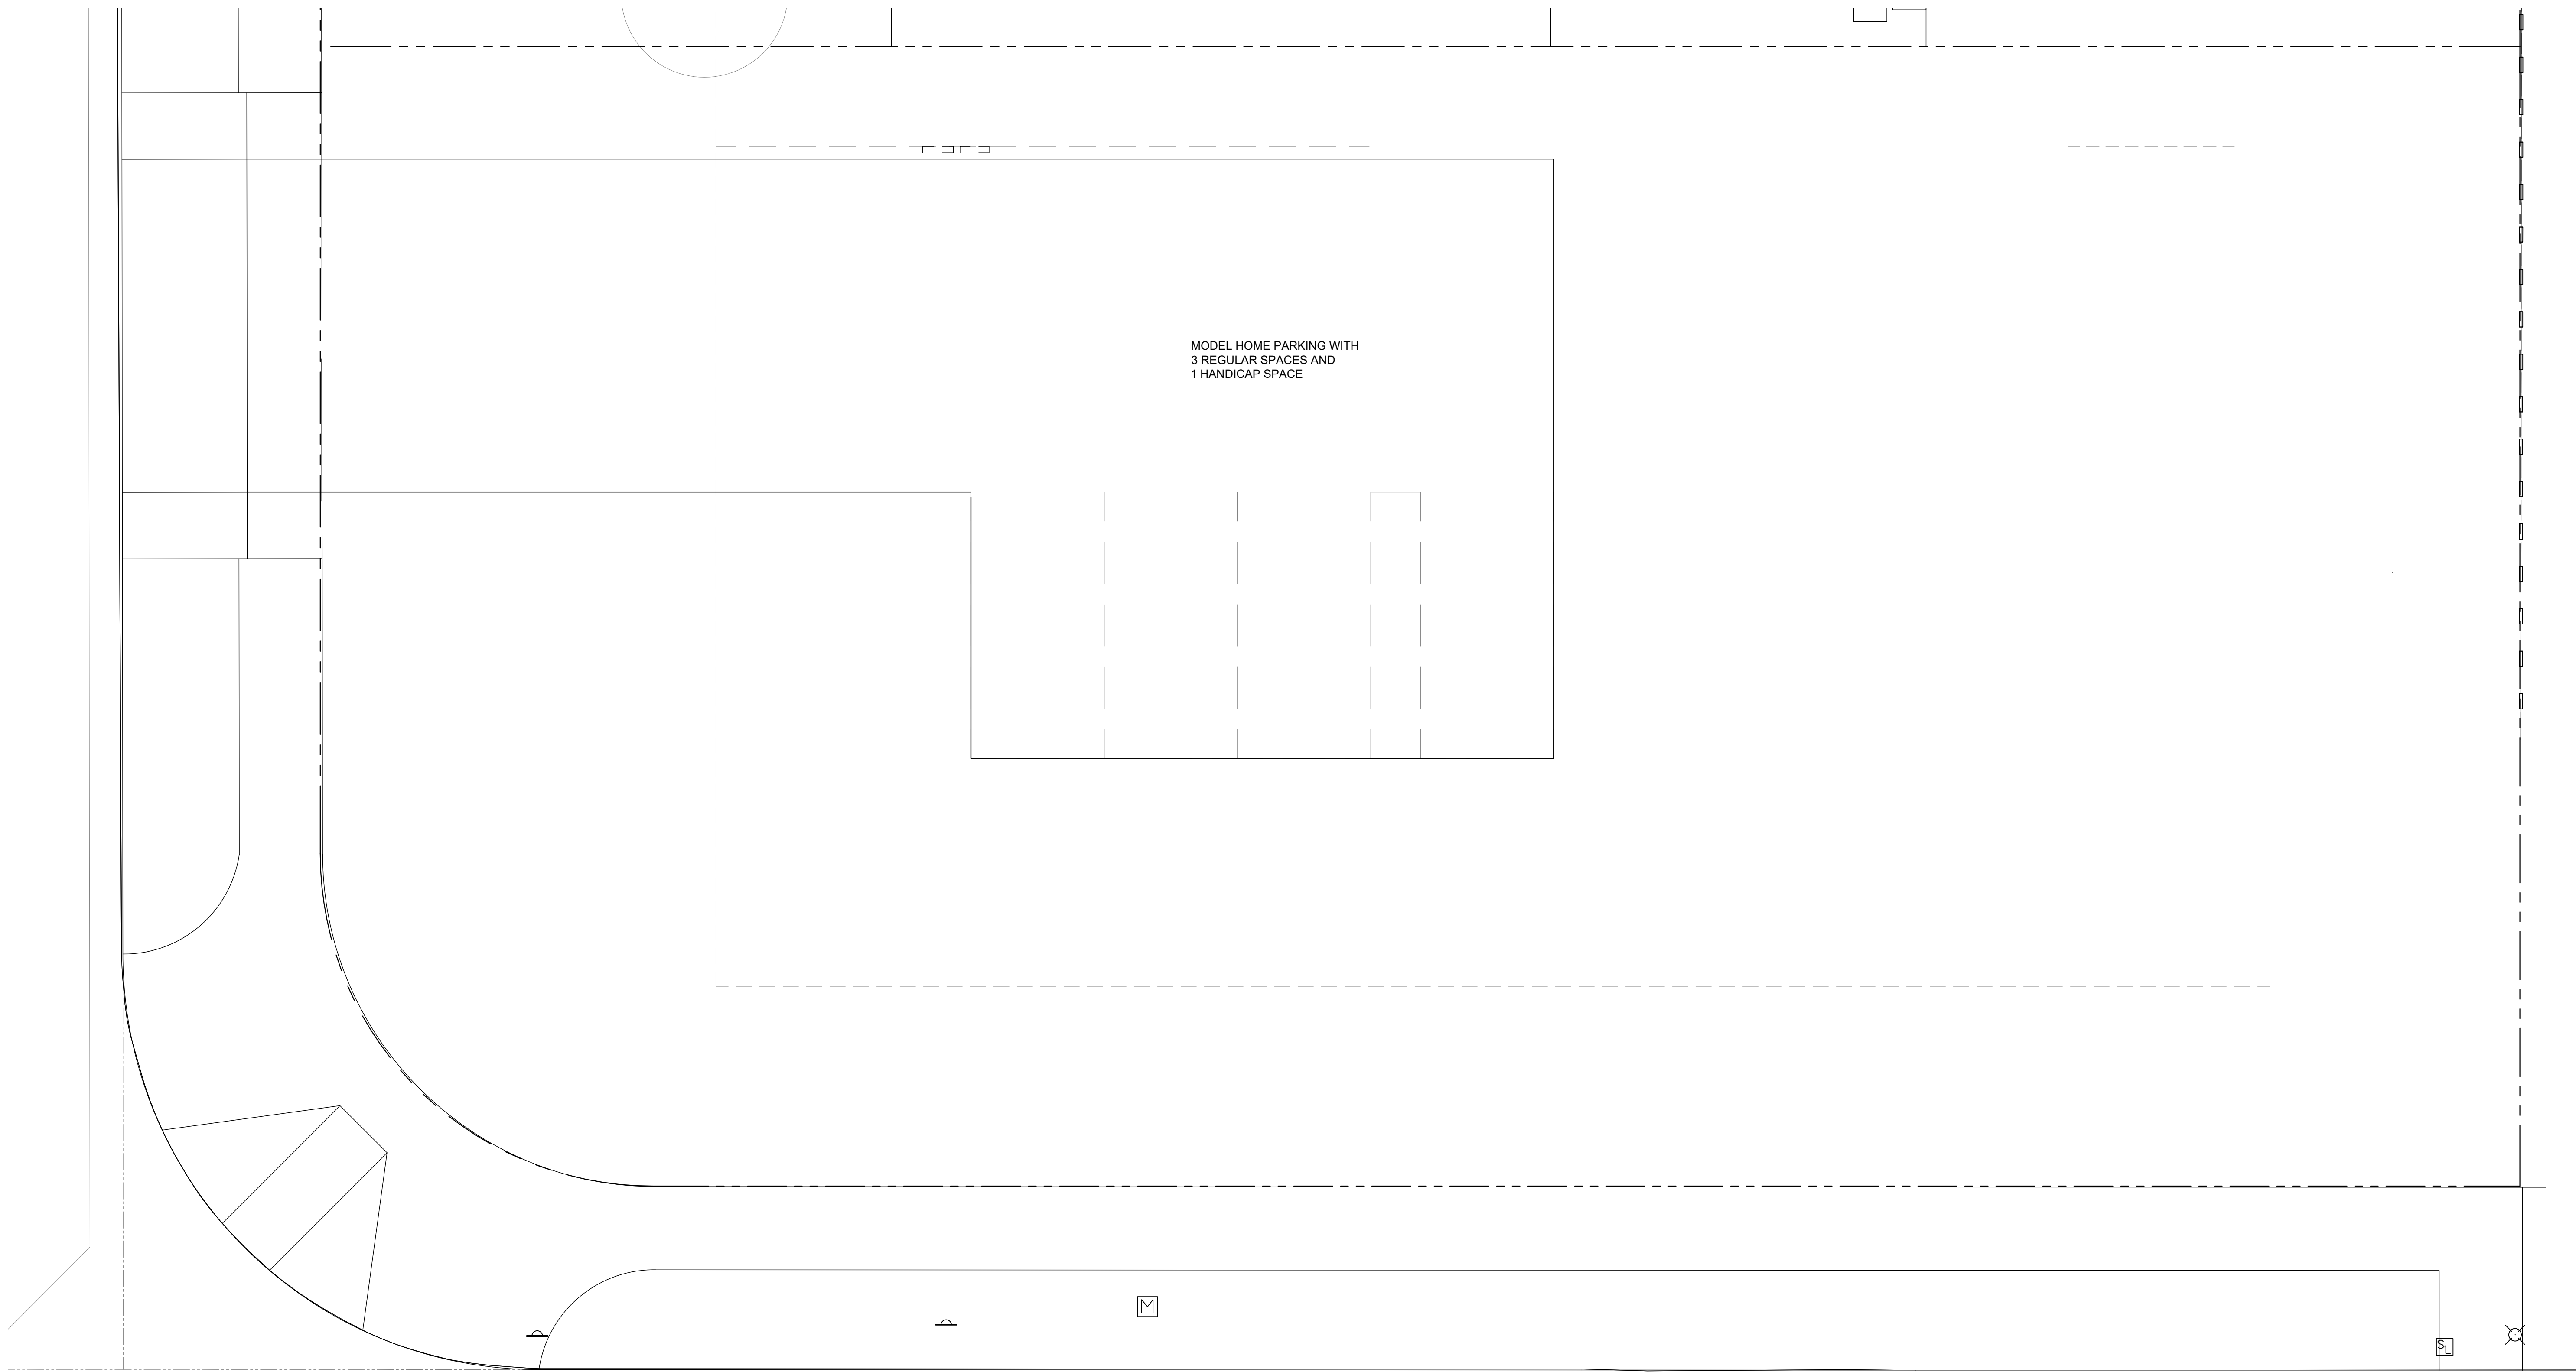 MODEL HOME PARKING WITH
3 REGULAR SPACES AND
1 HANDICAP SPACE
M
SL